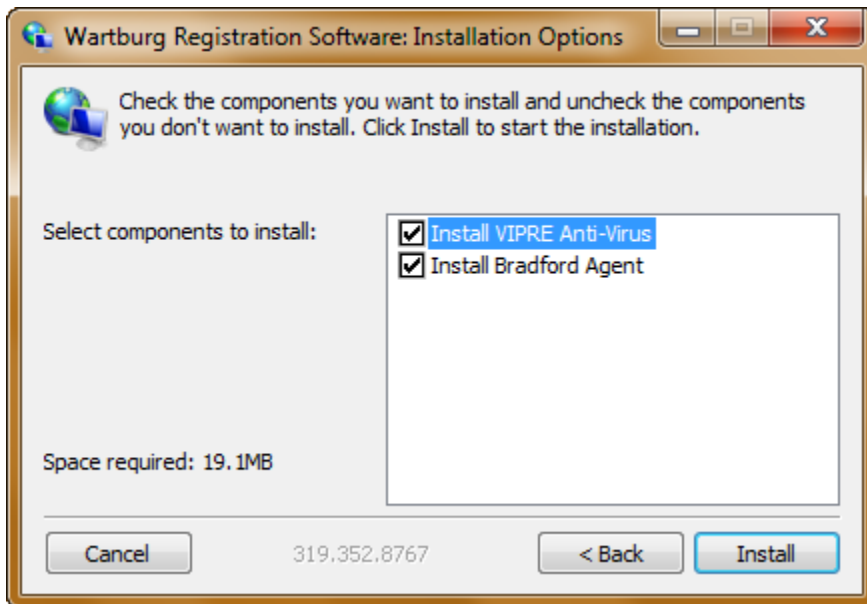 Wartburg Registration Software: Installation Options
Check the components you want to install and uncheck the components
you don't want to install. Click Install to start the installation.
Select components to install:
Install VIPRE Anti-Virus
Install Bradford Agent
Space required: 19.1MB
Cancel
319.352.8767
< Back
Install